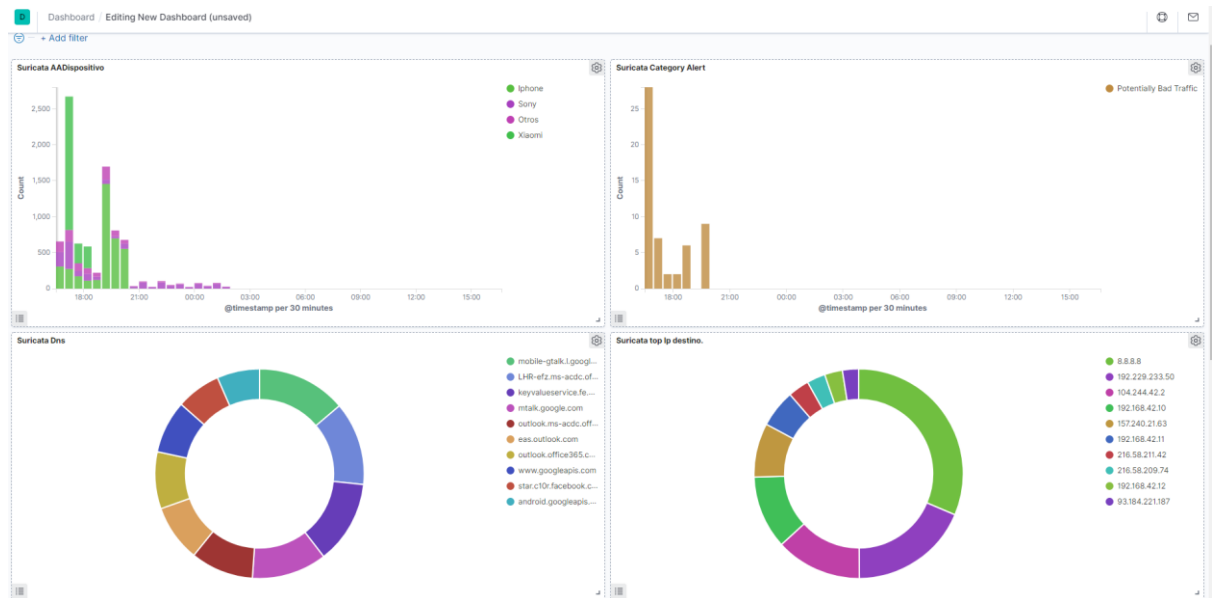 D Dashboard / Editing New Dashboard (unsaved)
+ Add filter
Suricata AADispositivo
2,500
2,000
1,500
1,000
500
0
Count
18:00 21:00 00:00 03:00 06:00 09:00 12:00 15:00
@timestamp per 30 minutes
Iphone
Sony
Otros
Xiaomi
Suricata Category Alert
25
20
15
10
5
0
Count
18:00 21:00 00:00 03:00 06:00 09:00 12:00 15:00
@timestamp per 30 minutes
Potentially Bad Traffic
Suricata Dns
mobile-gtalk.l.googl...
LHR-efz.ms-acdc.of...
keyvalueservice.fe....
mtalk.google.com
outlook.ms-acdc.off...
eas.outlook.com
outlook.office365.c...
www.googleapis.com
star.c10r.facebook.c...
android.googleapis....
Suricata top Ip destino.
8.8.8.8
192.229.233.50
104.244.42.2
192.168.42.10
157.240.21.63
192.168.42.11
216.58.211.42
216.58.209.74
192.168.42.12
93.184.221.187